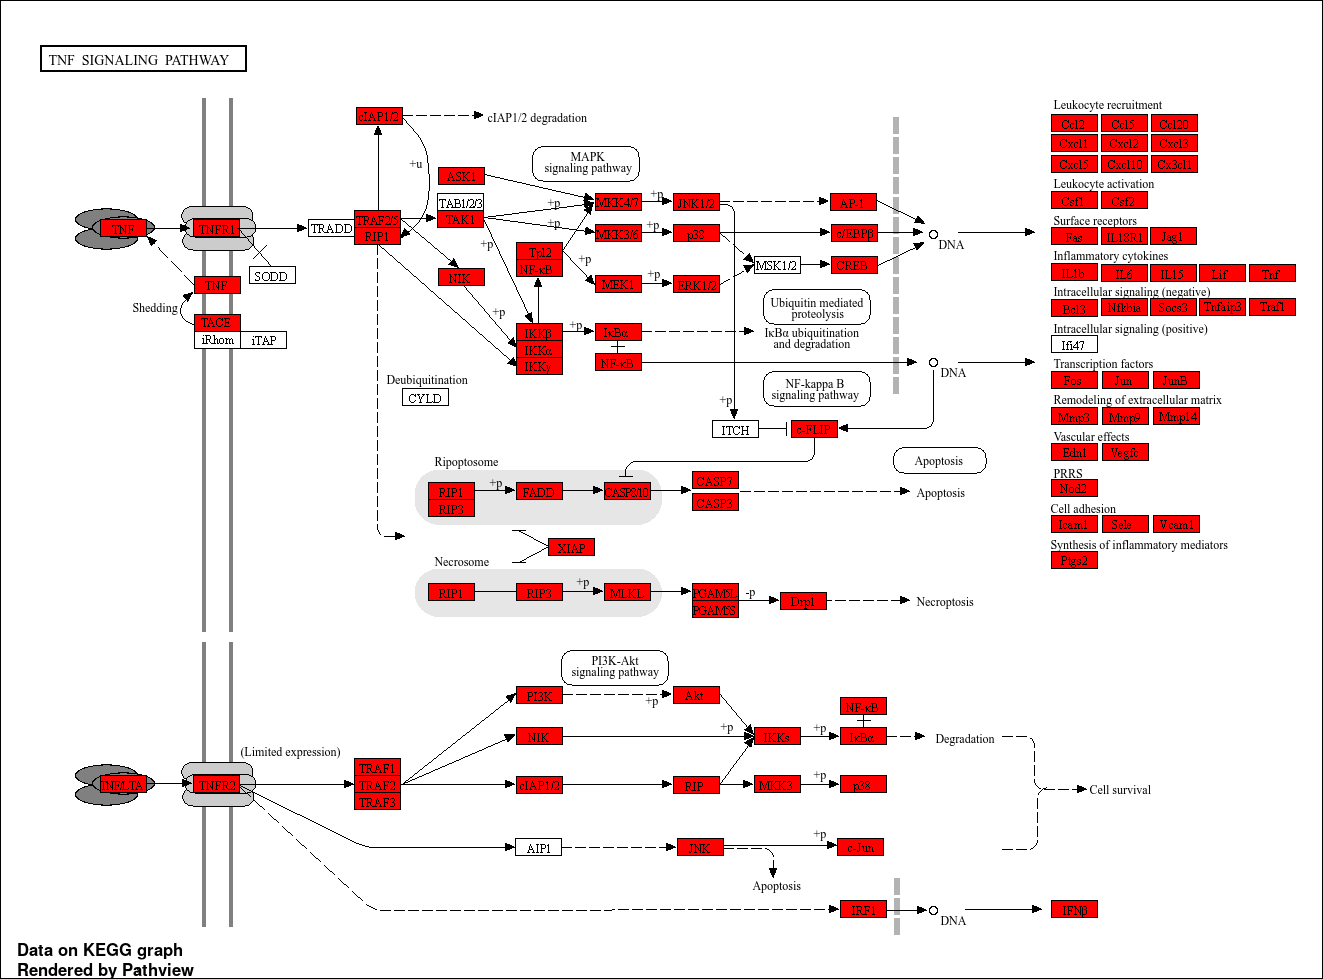 TNF SIGNALING PATHWAY
cIAP1/2
cIAP1/2 degradation
+u
MAPK
signaling pathway
ASK1
TAB1/2/3
TAK1
MKK4/7
+p
JNK1/2
AP-1
+p
+p
MKK3/6
+p
p38
c/EBPβ
TNF
TNFR1
TRADD
TRAF2/5
RIP1
+p
Tpl2
NF-κB
+p
MSK1/2
CREB
DNA
SODD
NIK
MEK1
+p
ERK1/2
TNF
Shedding
TACE
iRhom
iTAP
+p
IKKβ
IKKα
IKKγ
+p
IκBα
NF-κB
Ubiquitin mediated
proteolysis
IκBα ubiquitination
and degradation
DNA
Deubiquitination
CYLD
NF-kappa B
signaling pathway
+p
ITCH
c-FLIP
Apoptosis
Ripoptosome
RIP1
RIP3
+p
FADD
CASP8/10
CASP7
CASP3
Apoptosis
XIAP
Necrosome
RIP1
RIP3
+p
MLKL
PGAM5L
PGAM5S
-p
Drp1
Necroptosis
Leukocyte recruitment
Ccl2 Ccl5 Ccl20
Cxcl1 Cxcl2 Cxcl3
Cxcl5 Cxcl10 Cx3cl1
Leukocyte activation
Csf1 Csf2
Surface receptors
Fas IL18R1 Jag1
Inflammatory cytokines
IL1b IL6 IL15 Lif Tnf
Intracellular signaling (negative)
Bcl3 Nfkbia Socs3 Tnfaip3 Traf1
Intracellular signaling (positive)
Ifi47
Transcription factors
Fos Jun JunB
Remodeling of extracellular matrix
Mmp3 Mmp9 Mmp14
Vascular effects
Edn1 Vegfc
PRRS
Nod2
Cell adhesion
Icam1 Sele Vcam1
Synthesis of inflammatory mediators
Ptgs2
PI3K-Akt
signaling pathway
PI3K
+p
Akt
NIK
+p
IKKs
+p
NF-κB
IκBα
Degradation
(Limited expression)
TNF/LTA
TNFR2
TRAF1
TRAF2
TRAF3
cIAP1/2
RIP
MKK3
+p
p38
Cell survival
AIP1
JNK
+p
c-Jun
Apoptosis
IRF1
DNA
IFNβ
Data on KEGG graph
Rendered by Pathview